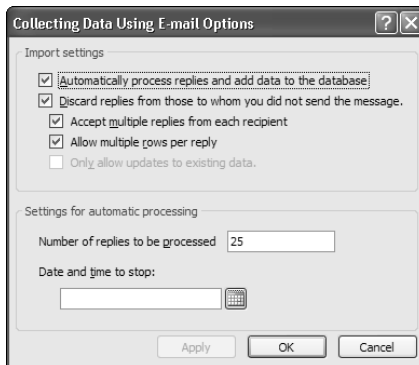 Collecting Data Using E-mail Options
Import settings
Automatically process replies and add data to the database
Discard replies from those to whom you did not send the message.
Accept multiple replies from each recipient
Allow multiple rows per reply
Only allow updates to existing data.
Settings for automatic processing
Number of replies to be processed 25
Date and time to stop:
Apply OK Cancel